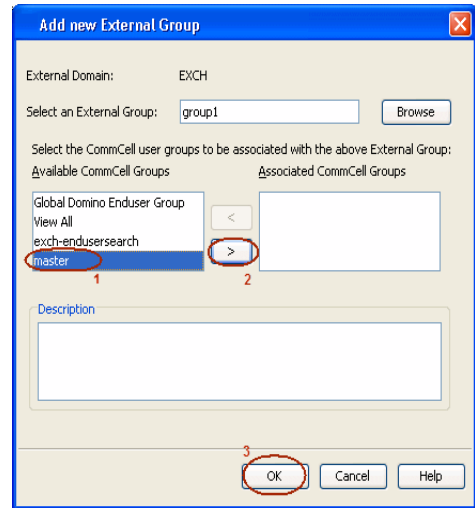 Add new External Group
External Domain: EXCH
Select an External Group: group1 Browse
Select the CommCell user groups to be associated with the above External Group:
Available CommCell Groups Associated CommCell Groups
Global Domino Enduser Group
View All
<
exch-endusersearch
>
master
1 2
Description
3
OK Cancel Help